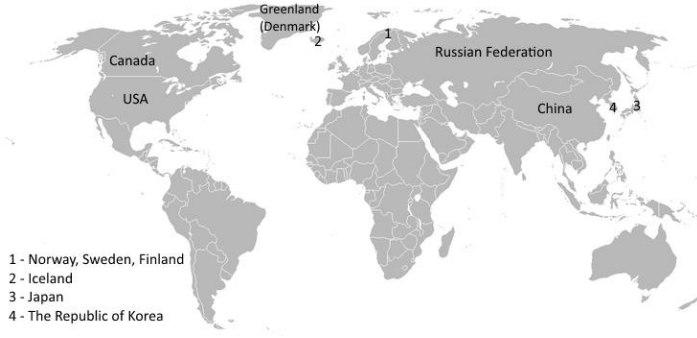 Greenland
(Denmark)
2
1
Canada
Russian Federation
USA
China
4
3
1 - Norway, Sweden, Finland
2 - Iceland
3 - Japan
4 - The Republic of Korea